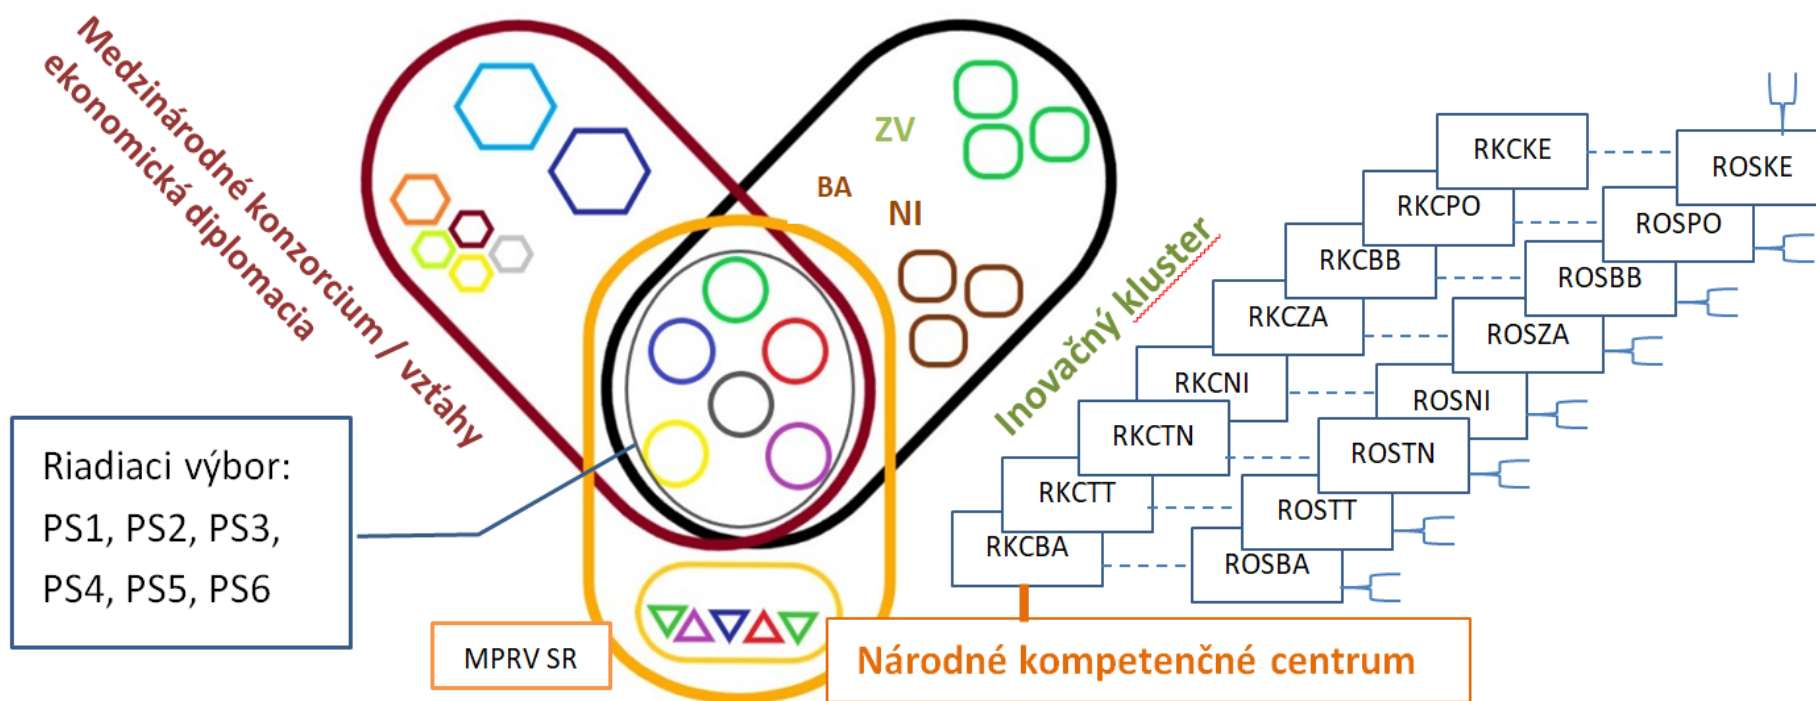 Medzinárodné konzorcium / vzťahy
ekonomická diplomacia
ZV
BA
NI
Inovačný kluster
Riadiaci výbor:
PS1, PS2, PS3,
PS4, PS5, PS6
MPRV SR
Národné kompetenčné centrum
RKCKE
ROSKE
RKCPO
ROSPO
RKCBB
ROSBB
RKCZA
ROSZA
RKCNI
ROSNI
RKCTN
ROSTN
RKCTT
ROSTT
RKCBA
ROSBA